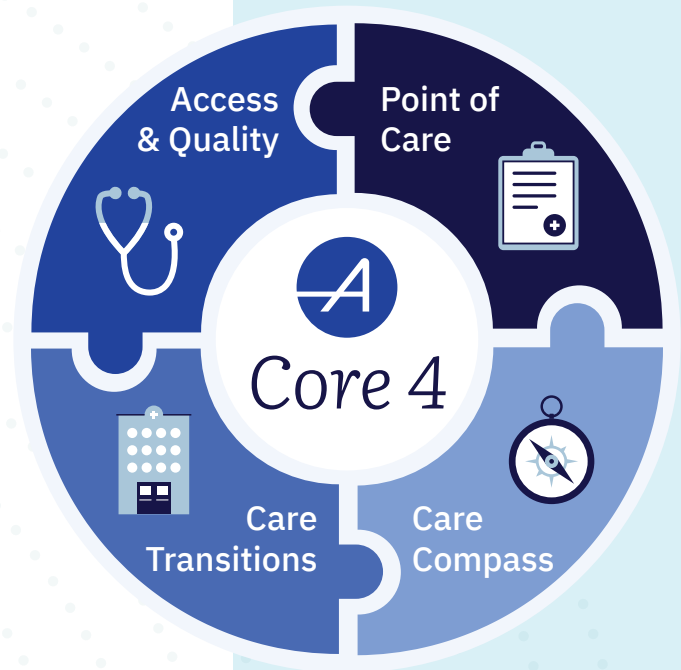 Access
& Quality
Point of
Care
A
Core 4
Care
Transitions
Care
Compass